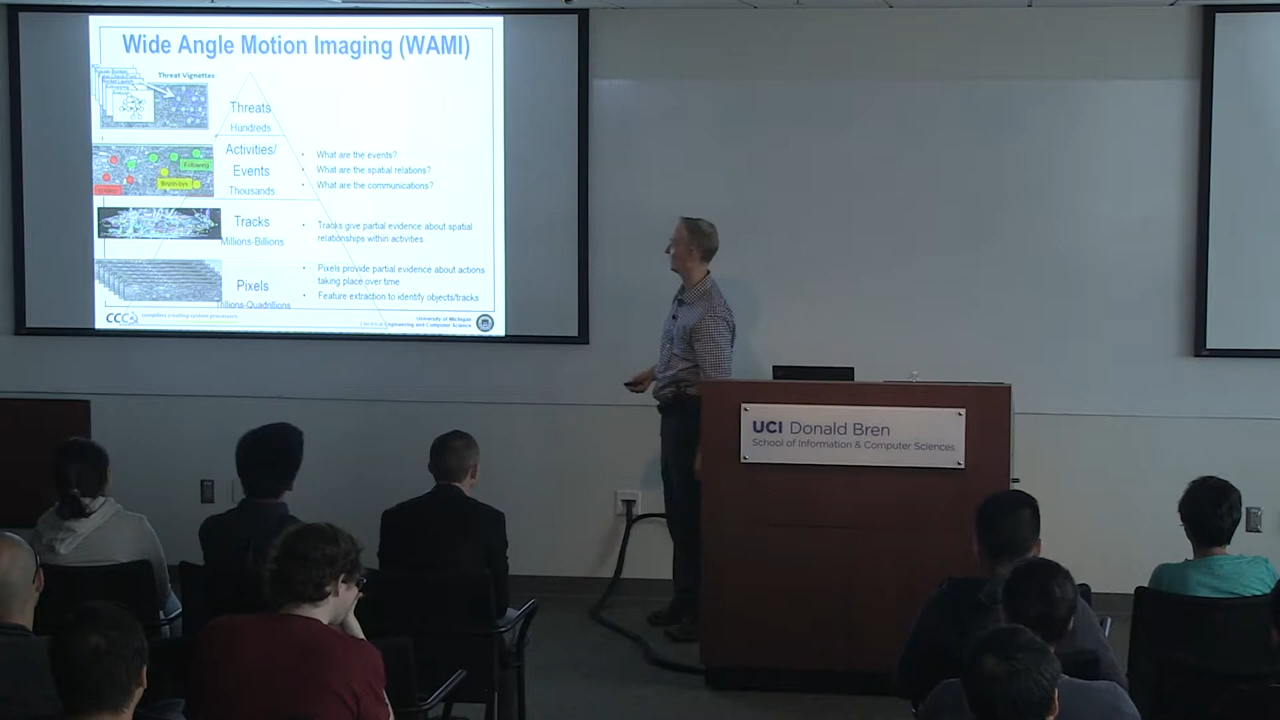 Wide Angle Motion Imaging (WAMI)
Threat Vignettes
Threats
Hundreds
Activities/
Events
Thousands
Following
• What are the events?
• What are the spatial relations?
• What are the communications?
Tracks
Millions-Billions
• Tracks give partial evidence about spatial
relationships within activities
Pixels
Trillions-Quadrillions
• Pixels provide partial evidence about actions
taking place over time
• Feature extraction to identify objects/tracks
CCC
compilers creating custom processors
University of Michigan
Electrical Engineering and Computer Science
UCI Donald Bren
School of Information & Computer Sciences